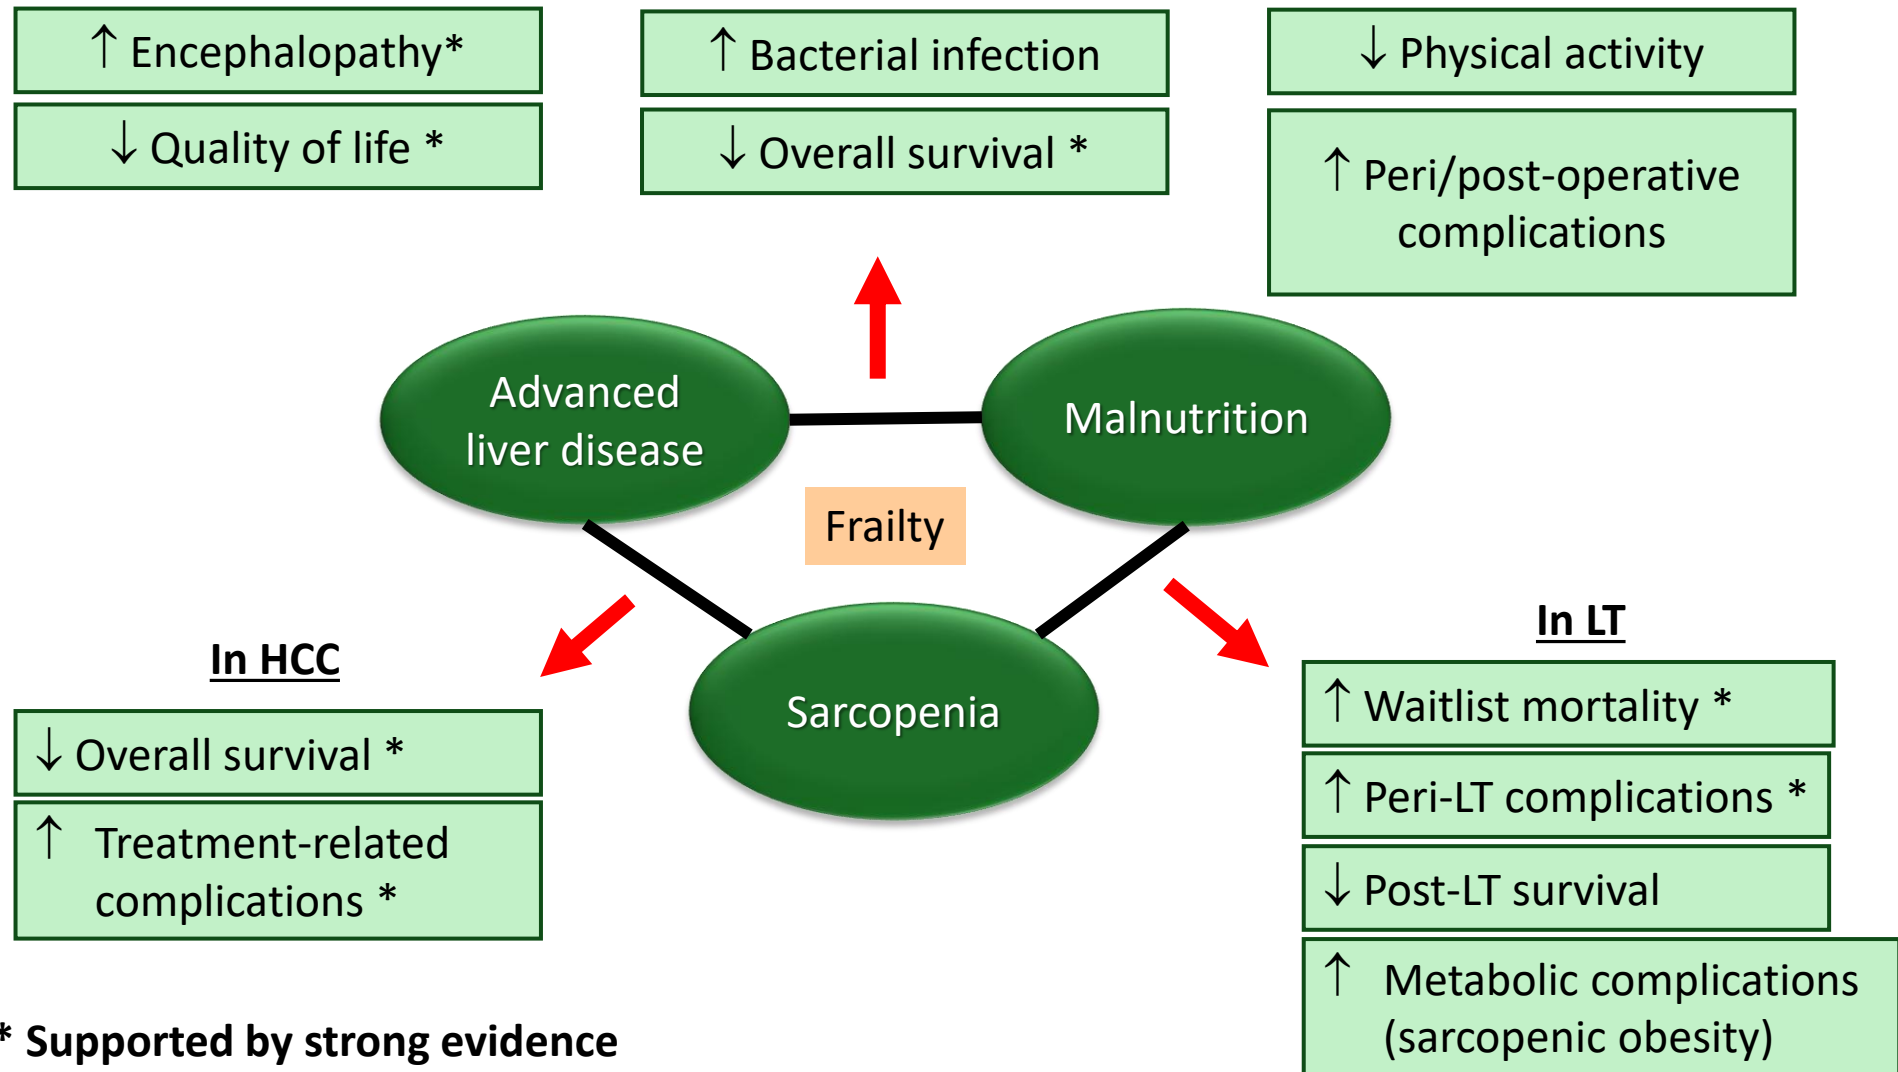 ↑ Encephalopathy*
↓ Quality of life *
↑ Bacterial infection
↓ Overall survival *
↓ Physical activity
↑ Peri/post-operative
complications
Advanced
liver disease
Malnutrition
Frailty
Sarcopenia
In HCC
↓ Overall survival *
↑ Treatment-related
complications *
In LT
↑ Waitlist mortality *
↑ Peri-LT complications *
↓ Post-LT survival
↑ Metabolic complications
(sarcopenic obesity)
* Supported by strong evidence